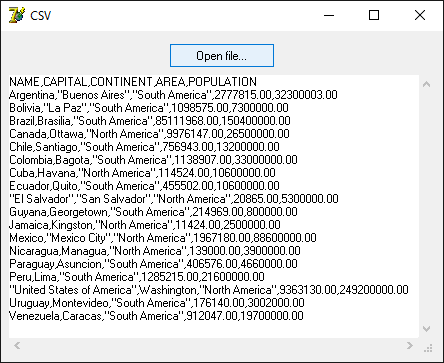 CSV
Open file...
NAME,CAPITAL,CONTINENT,AREA,POPULATION
Argentina,"Buenos Aires","South America",2777815.00,32300003.00
Bolivia,"La Paz","South America",1098575.00,7300000.00
Brazil,Brasilia,"South America",85111968.00,150400000.00
Canada,Ottawa,"North America",9976147.00,26500000.00
Chile,Santiago,"South America",756943.00,13200000.00
Colombia,Bagota,"South America",1138907.00,33000000.00
Cuba,Havana,"North America",114524.00,10600000.00
Ecuador,Quito,"South America",455502.00,10600000.00
"El Salvador","San Salvador","North America",20865.00,5300000.00
Guyana,Georgetown,"South America",214969.00,800000.00
Jamaica,Kingston,"North America",11424.00,2500000.00
Mexico,"Mexico City","North America",1967180.00,88600000.00
Nicaragua,Managua,"North America",139000.00,3900000.00
Paraguay,Asuncion,"South America",406576.00,4660000.00
Peru,Lima,"South America",1285215.00,21600000.00
"United States of America",Washington,"North America",9363130.00,249200000.00
Uruguay,Montevideo,"South America",176140.00,3002000.00
Venezuela,Caracas,"South America",912047.00,19700000.00